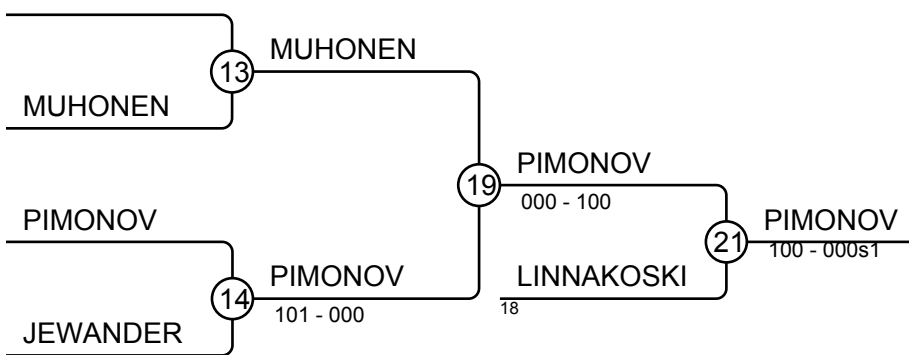 MUHONEN
13
MUHONEN
PIMONOV
19
000 - 100
PIMONOV
PIMONOV
21
100 - 000s1
PIMONOV
14
101 - 000
LINNAKOSKI
18
JEWANDER